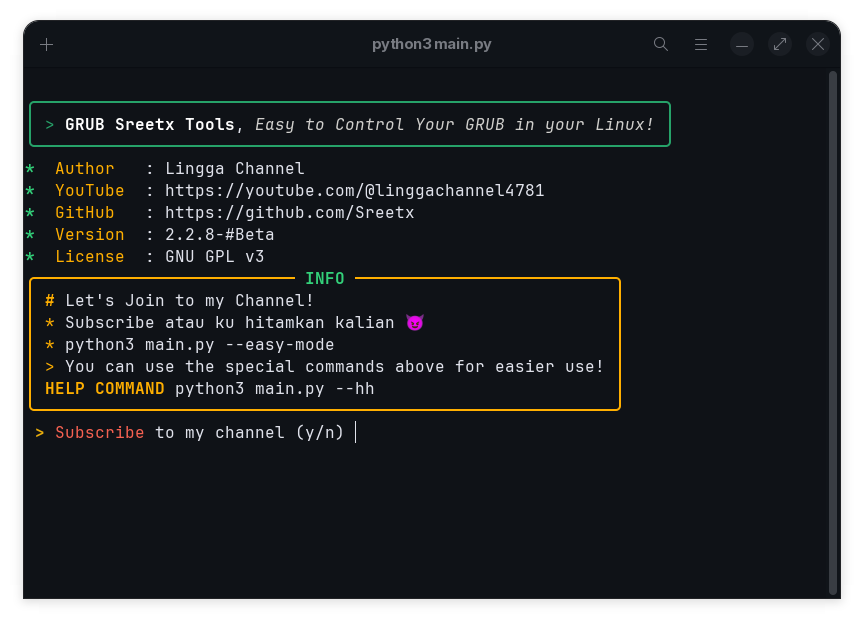 python3 main.py
> GRUB Sreetx Tools, Easy to Control Your GRUB in your Linux!
* Author : Lingga Channel
* YouTube : https://youtube.com/@linggachannel4781
* GitHub : https://github.com/Sreetx
* Version : 2.2.8-#Beta
* License : GNU GPL v3
INFO
# Let's Join to my Channel!
* Subscribe atau ku hitamkan kalian 😈
* python3 main.py --easy-mode
> You can use the special commands above for easier use!
HELP COMMAND python3 main.py --hh
> Subscribe to my channel (y/n)